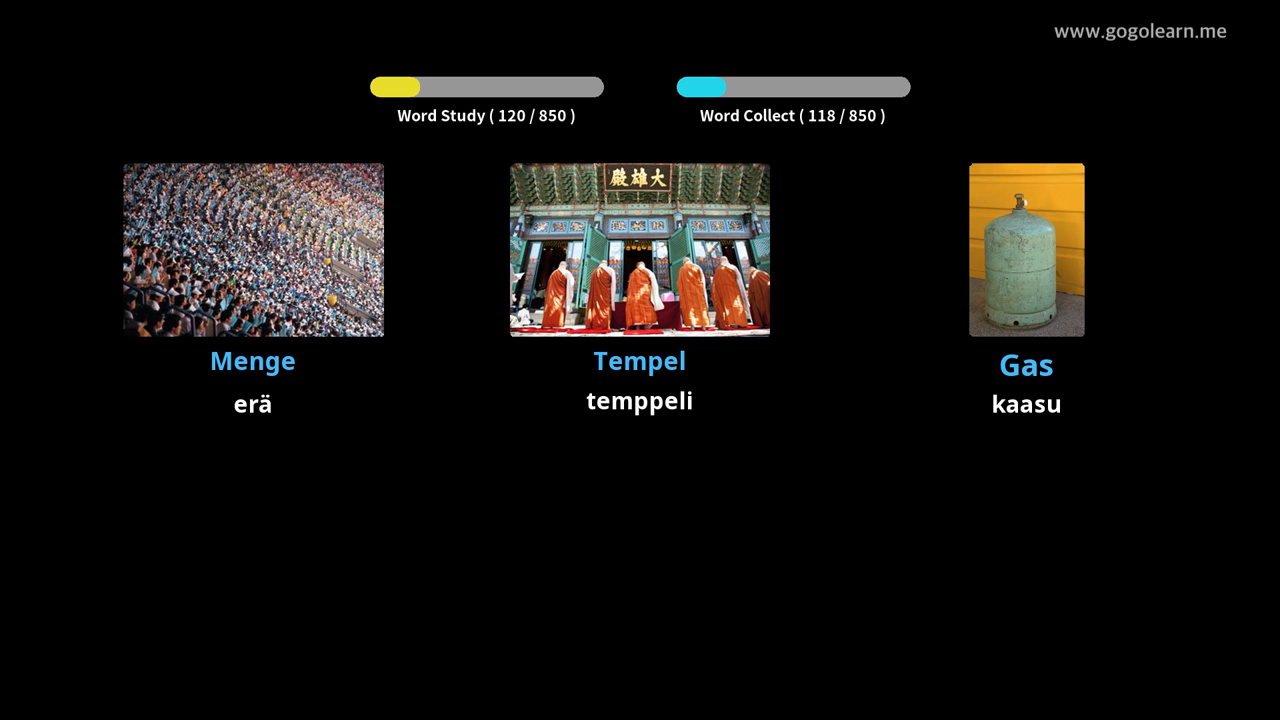 www.gogolearn.me
Word Study ( 120 / 850 )
Word Collect ( 118 / 850 )
殿雄大
Menge
Tempel
Gas
erä
temppeli
kaasu